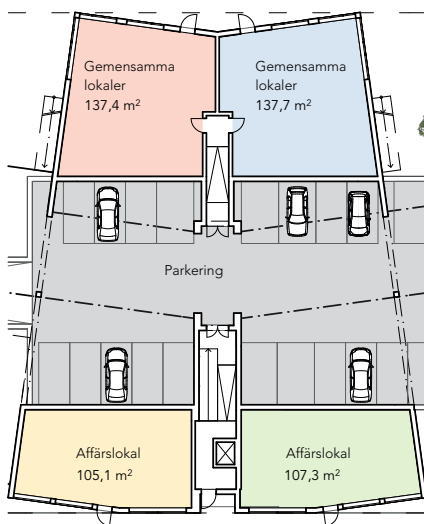 Gemensamma
lokaler
137,4 m²
Gemensamma
lokaler
137,7 m²
Parkering
Affärslokal
105,1 m²
Affärslokal
107,3 m²